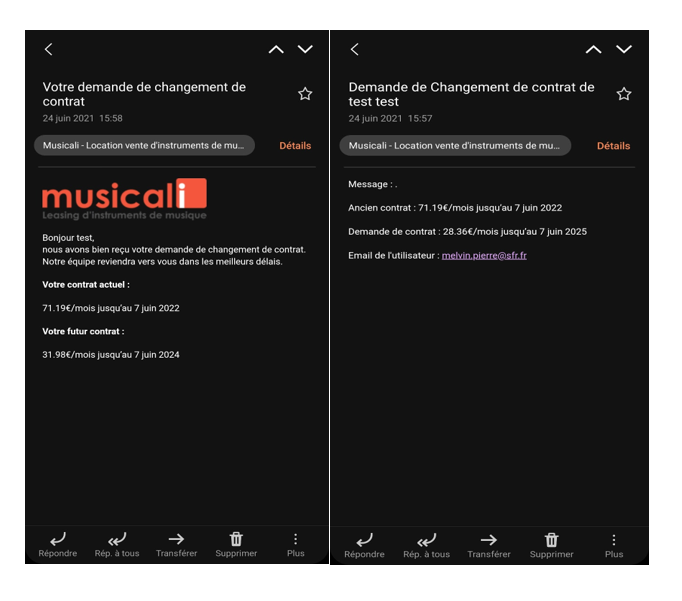 Votre demande de changement de
contrat
24 juin 2021 15:58
Musicali - Location vente d'instruments de mu...
Détails
musicali
Leasing d'instruments de musique
Bonjour test,
nous avons bien reçu votre demande de changement de contrat.
Notre équipe reviendra vers vous dans les meilleurs délais.
Votre contrat actuel :
71.19€/mois jusqu'au 7 juin 2022
Votre futur contrat :
31.98€/mois jusqu'au 7 juin 2024
Répondre
Rép. à tous
Transférer
Supprimer
Plus
Demande de Changement de contrat de
test test
24 juin 2021 15:57
Musicali - Location vente d'instruments de mu...
Détails
Message : .
Ancien contrat : 71.19€/mois jusqu'au 7 juin 2022
Demande de contrat : 28.36€/mois jusqu'au 7 juin 2025
Email de l'utilisateur : melvin.pierre@sfr.fr
Répondre
Rép. à tous
Transférer
Supprimer
Plus